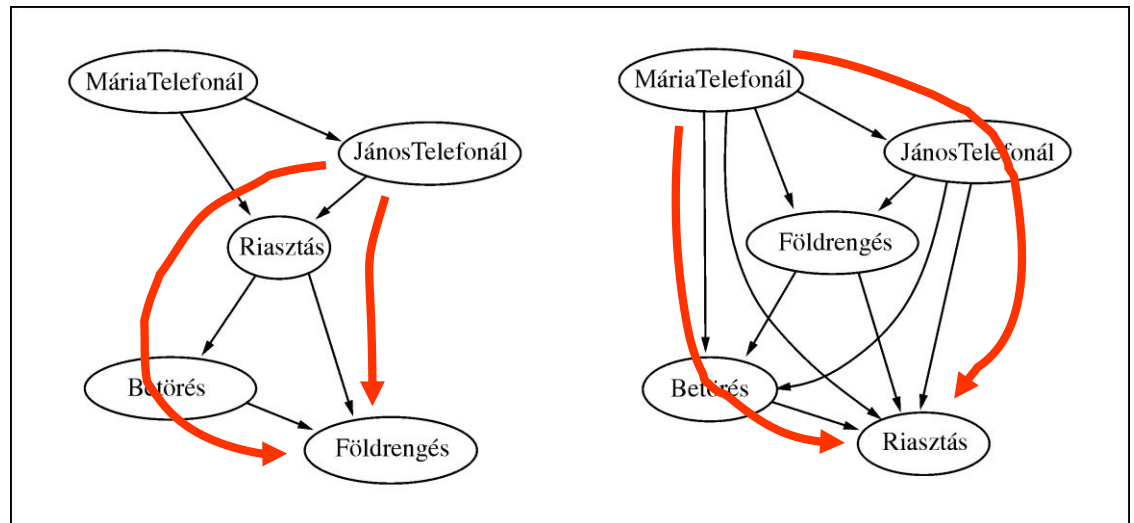 MáriaTelefonál
JánosTelefonál
Riasztás
Betörés
Földrengés
MáriaTelefonál
JánosTelefonál
Földrengés
Betörés
Riasztás